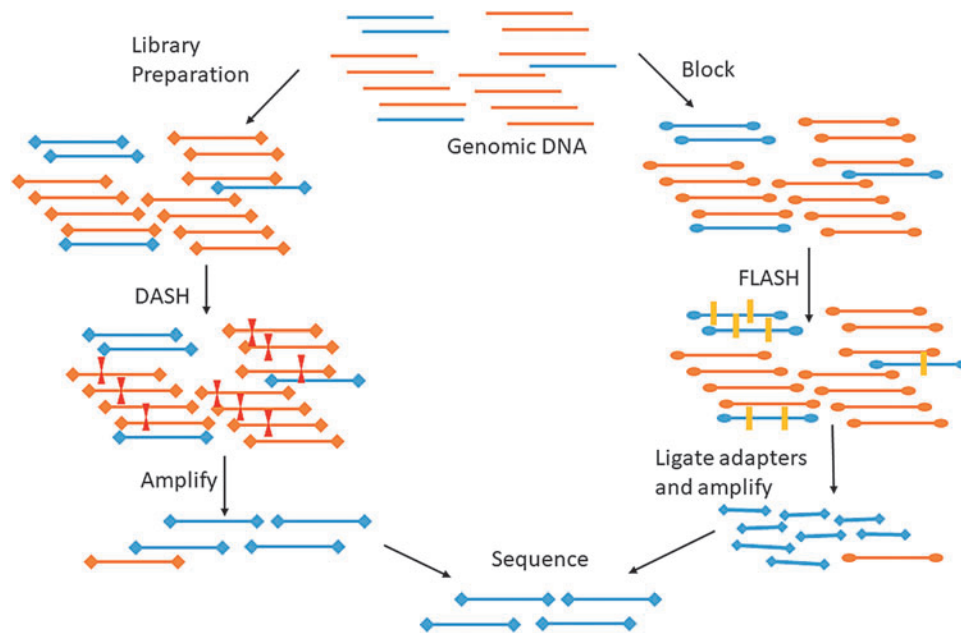 Library
Preparation
Block
Genomic DNA
DASH
FLASH
Amplify
Ligate adapters
and amplify
Sequence